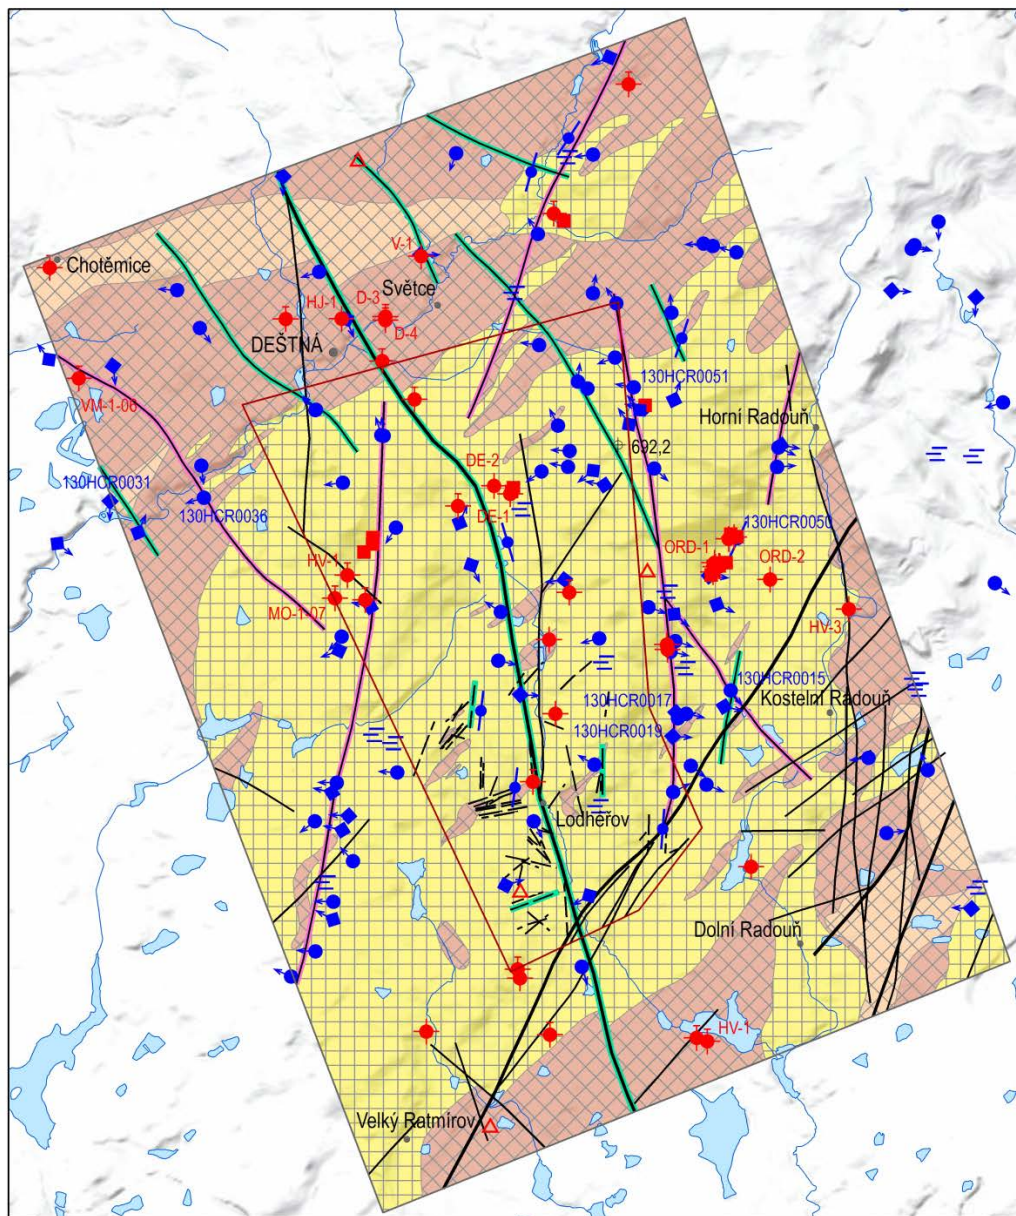 V-1
Chotěmice
Světce
HJ-1
D-3
D-4
DEŠTNÁ
130HCR0051
VM-1-06
Horní Radouň
692,2
DE-2
130HCR0031
130HCR0036
DE-1
130HCR0050
ORD-1
ORD-2
HV-1
MO-1-07
HV-3
130HCR0015
130HCR0017
Kostelní Radouň
130HCR0019
Lodhéřov
Dolní Radouň
HV-1
Velký Ratmírov